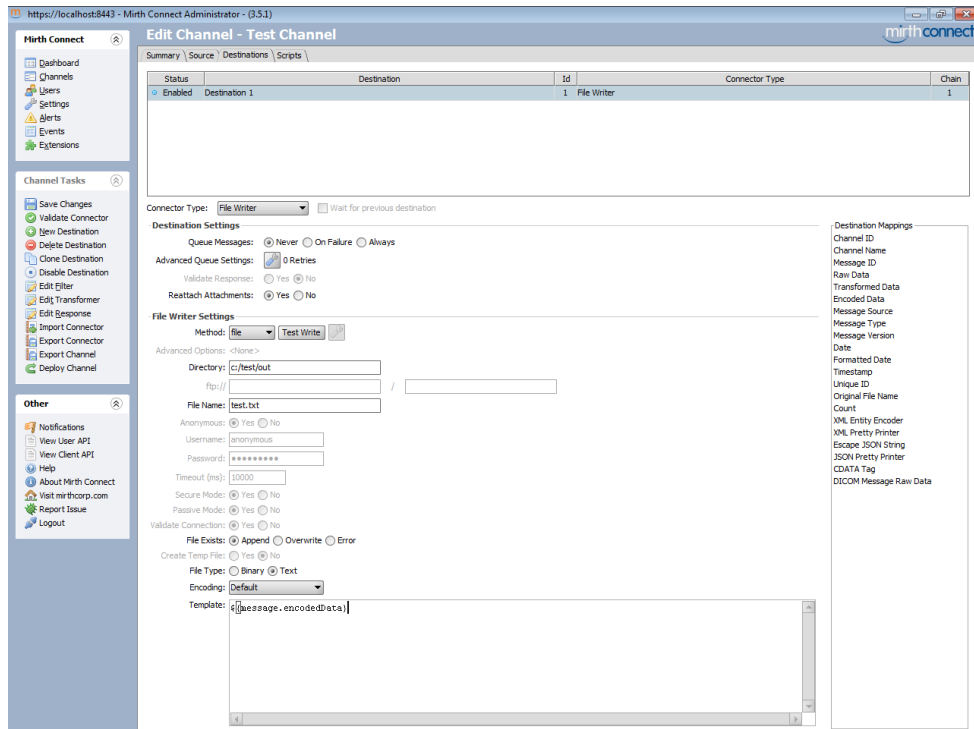 https://localhost:8443 - Mirth Connect Administrator - (3.5.1)
Mirth Connect
Dashboard
Channels
Users
Settings
Alerts
Events
Extensions
Channel Tasks
Save Changes
Validate Connector
New Destination
Delete Destination
Clone Destination
Disable Destination
Edit Filter
Edit Transformer
Edit Response
Import Connector
Export Connector
Export Channel
Deploy Channel
Other
Notifications
View User API
View Client API
Help
About Mirth Connect
Visit mirthcorp.com
Report Issue
Logout
Edit Channel - Test Channel
mirth connect
Summary Source Destinations Scripts
Status Destination Id Connector Type Chain
Enabled Destination 1 1 File Writer 1
Connector Type: File Writer Wait for previous destination
Destination Settings
Queue Messages: Never On Failure Always
Advanced Queue Settings: 0 Retries
Validate Response: Yes No
Reattach Attachments: Yes No
File Writer Settings
Method: file Test Write
Advanced Options: <None>
Directory: c:/test/out
ftp:// /
File Name: test.txt
Anonymous: Yes No
Username: anonymous
Password: *********
Timeout (ms): 10000
Secure Mode: Yes No
Passive Mode: Yes No
Validate Connection: Yes No
File Exists: Append Overwrite Error
Create Temp File: Yes No
File Type: Binary Text
Encoding: Default
Template: ${message.encodedData}
Destination Mappings
Channel ID
Channel Name
Message ID
Raw Data
Transformed Data
Encoded Data
Message Source
Message Type
Message Version
Date
Formatted Date
Timestamp
Unique ID
Original File Name
Count
XML Entity Encoder
XML Pretty Printer
Escape JSON String
JSON Pretty Printer
CDATA Tag
DICOM Message Raw Data